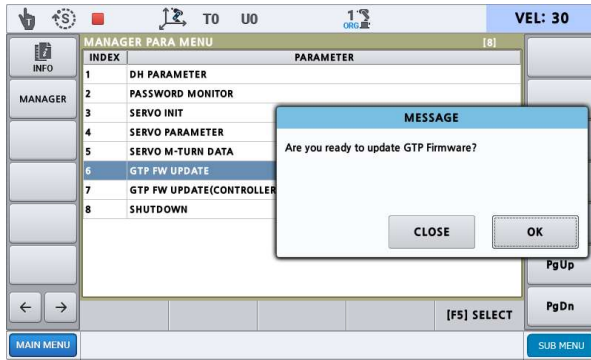 S T0 U0 ORG VEL: 30
MANAGER PARA MENU [8]
INFO
MANAGER
INDEX PARAMETER
1 DH PARAMETER
2 PASSWORD MONITOR
3 SERVO INIT
4 SERVO PARAMETER
5 SERVO M-TURN DATA
6 GTP FW UPDATE
7 GTP FW UPDATE(CONTROLLER
8 SHUTDOWN
MESSAGE
Are you ready to update GTP Firmware?
CLOSE OK
PgUp
PgDn
[F5] SELECT
MAIN MENU SUB MENU